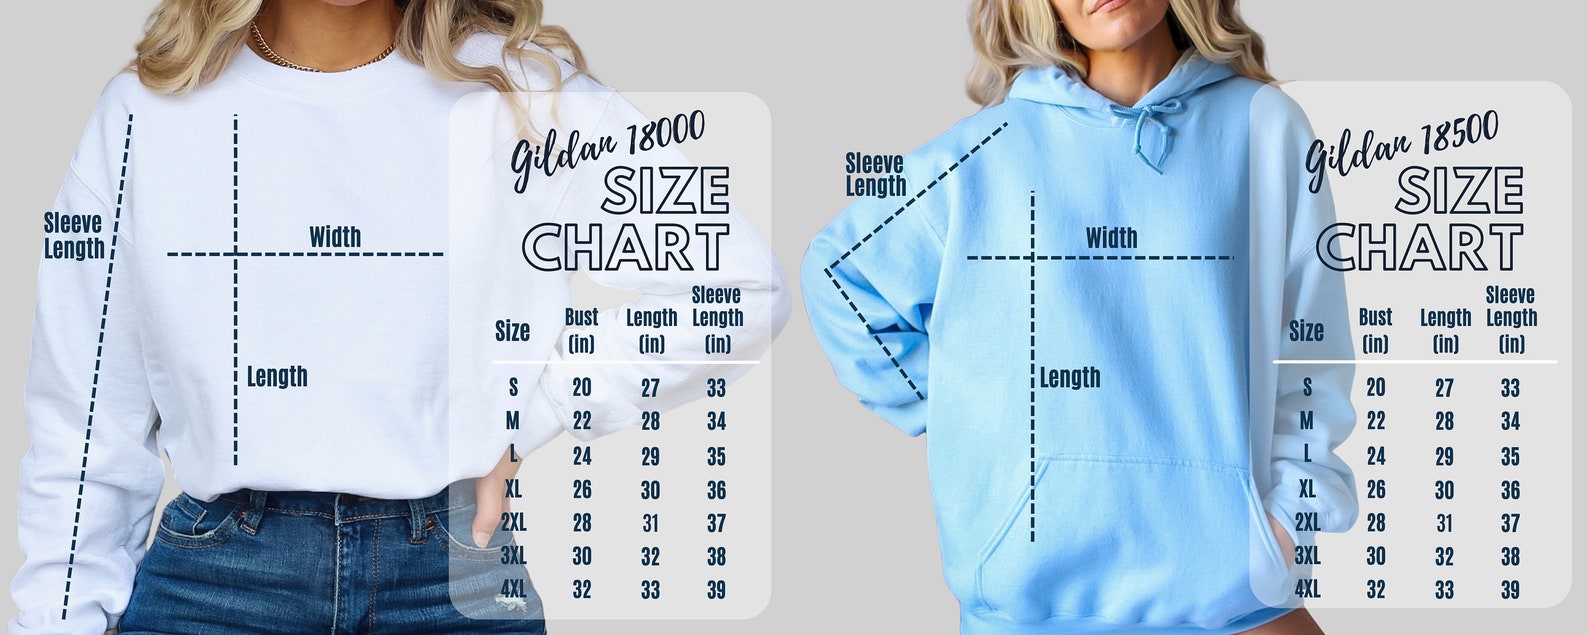 Sleeve
Length
Width
Length
Gildan 18000
SIZE
CHART
Size Bust (in) Length (in) Sleeve Length (in)
S 20 27 33
M 22 28 34
L 24 29 35
XL 26 30 36
2XL 28 31 37
3XL 30 32 38
4XL 32 33 39
Sleeve
Length
Width
Length
Gildan 18500
SIZE
CHART
Size Bust (in) Length (in) Sleeve Length (in)
S 20 27 33
M 22 28 34
L 24 29 35
XL 26 30 36
2XL 28 31 37
3XL 30 32 38
4XL 32 33 39